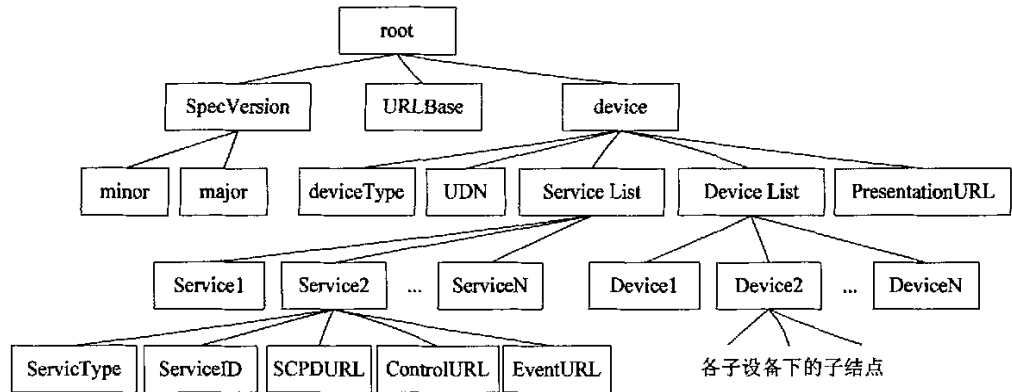 root
SpecVersion URLBase device
minor major deviceType UDN Service List Device List PresentationURL
Service1 Service2 ... ServiceN Device1 Device2 ... DeviceN
ServicType ServiceID SCPDURL ControlURL EventURL 各子设备下的子结点